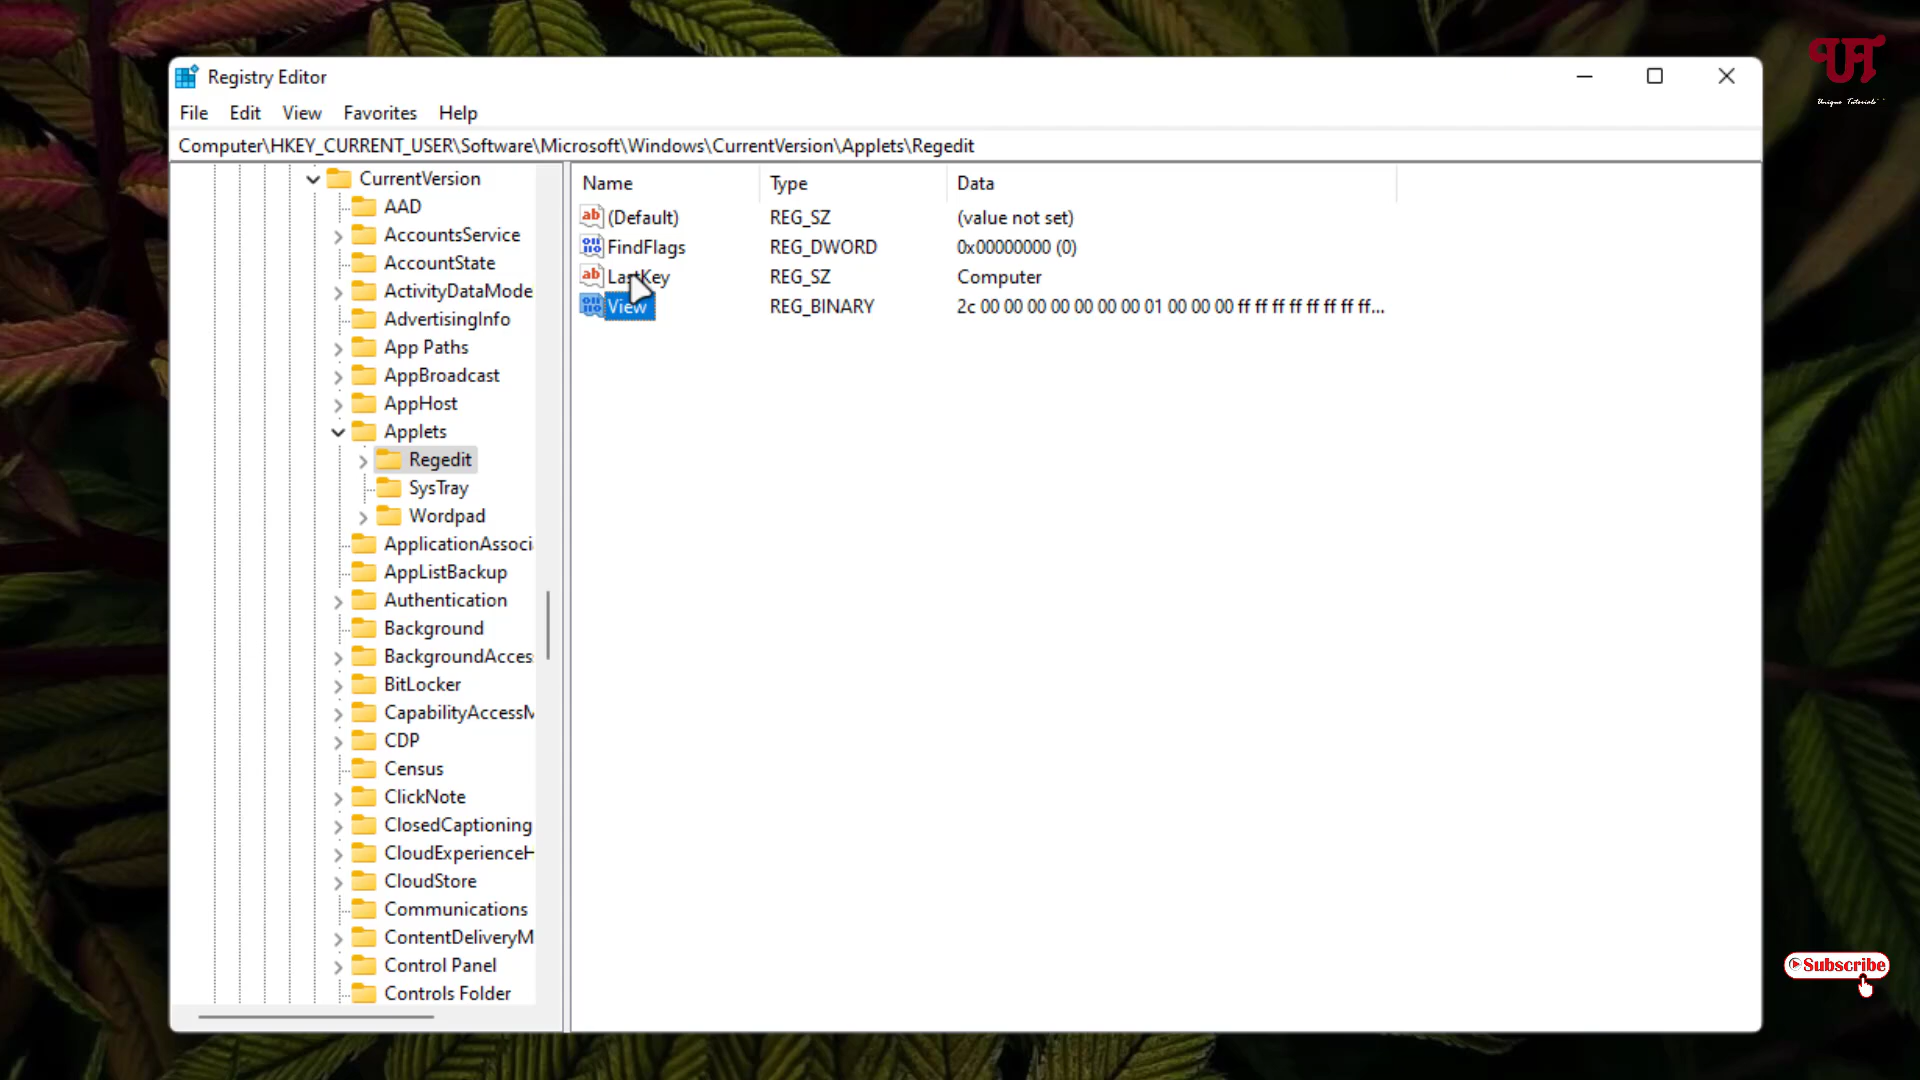 Registry Editor
File Edit View Favorites Help
Computer\HKEY_CURRENT_USER\Software\Microsoft\Windows\CurrentVersion\Applets\Regedit
CurrentVersion
AAD
AccountsService
AccountState
ActivityDataMode
AdvertisingInfo
App Paths
AppBroadcast
AppHost
Applets
Regedit
SysTray
Wordpad
ApplicationAssoci
AppListBackup
Authentication
Background
BackgroundAcces
BitLocker
CapabilityAccessM
CDP
Census
ClickNote
ClosedCaptioning
CloudExperienceH
CloudStore
Communications
ContentDeliveryM
Control Panel
Controls Folder
Name Type Data
(Default) REG_SZ (value not set)
FindFlags REG_DWORD 0x00000000 (0)
LastKey REG_SZ Computer
View REG_BINARY 2c 00 00 00 00 00 00 00 01 00 00 00 ff ff ff ff ff ff ff ff...
UT
Unique Tutorials
Subscribe